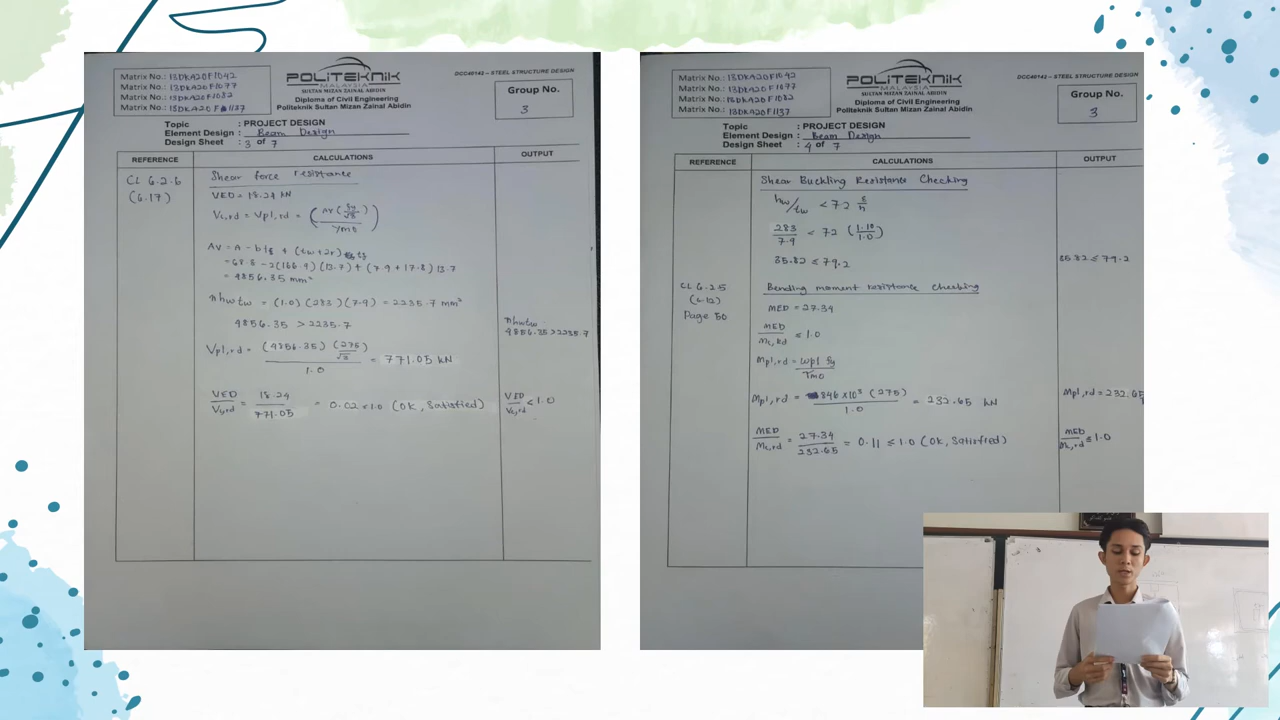 Matrix No.: 13DKA20F1042
Matrix No.: 13DKA20F1077
Matrix No.: 13DKA20F1082
Matrix No.: 13DKA20F1137
POLITEKNIK
MALAYSIA
SULTAN MIZAN ZAINAL ABIDIN
Diploma of Civil Engineering
Politeknik Sultan Mizan Zainal Abidin
DCC40142 – STEEL STRUCTURE DESIGN
Group No.
3
Topic : PROJECT DESIGN
Element Design : Beam Design
Design Sheet : 3 of 7
REFERENCE CALCULATIONS OUTPUT
CL 6.2.6
(6.17)
Shear force resistance
VED = 18.24 kN
Vc,rd = Vpl,rd = (Av (fy/√3) / γm0)
Av = A - btf + (tw+2r)
= 68.8 - 2(166.9)(13.7) + (7.9 + 17.8) 13.7
= 4856.35 mm²
nhwtw = (1.0)(283)(7.9) = 2235.7 mm²
4856.35 > 2235.7
nhwtw
4856.35 > 2235.7
Vpl,rd = (4856.35) (275/√3) / 1.0 = 771.05 kN
VED/Vc,rd = 18.24/771.05 = 0.02 < 1.0 (OK, Satisfied)
VED/Vc,rd < 1.0
Matrix No.: 13DKA20F1042
Matrix No.: 13DKA20F1077
Matrix No.: 13DKA20F1082
Matrix No.: 13DKA20F1137
POLITEKNIK
MALAYSIA
SULTAN MIZAN ZAINAL ABIDIN
Diploma of Civil Engineering
Politeknik Sultan Mizan Zainal Abidin
DCC40142 – STEEL STRUCTURE DESIGN
Group No.
3
Topic : PROJECT DESIGN
Element Design : Beam Design
Design Sheet : 4 of 7
REFERENCE CALCULATIONS OUTPUT
Shear Buckling Resistance Checking
hw/tw < 72 ε/n
283/7.9 < 72 (1.10/1.0)
35.82 ≤ 79.2
35.82 ≤ 79.2
CL 6.2.5
(6.12)
Page 50
Bending moment resistance checking
MED = 27.34
MED/Mc,Rd ≤ 1.0
Mpl,rd = Wpl fy / γm0
Mpl,rd = 846 x10³ (275) / 1.0 = 232.65 kN
Mpl,rd = 232.65
MED/Mc,rd = 27.34/232.65 = 0.11 ≤ 1.0 (OK, Satisfied)
MED/Mc,rd ≤ 1.0